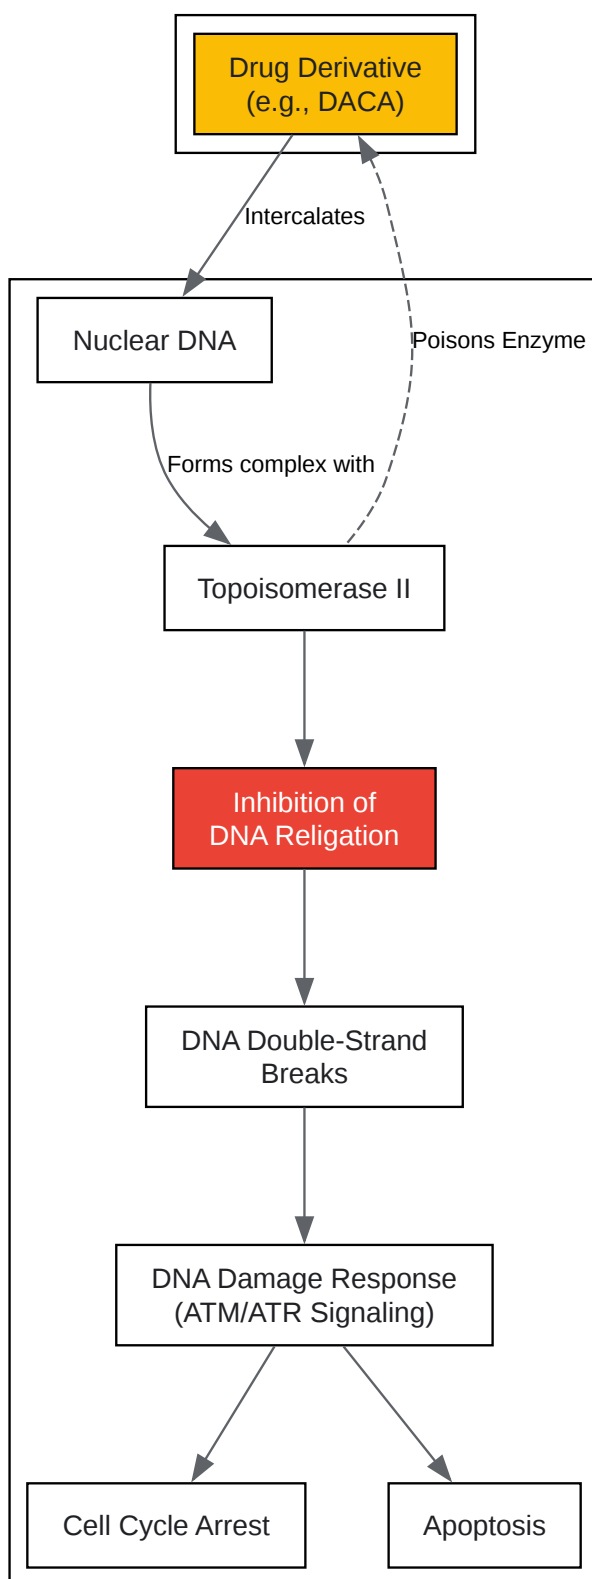 Drug Derivative
(e.g., DACA)
Intercalates
Nuclear DNA
Poisons Enzyme
Forms complex with
Topoisomerase II
Inhibition of
DNA Religation
DNA Double-Strand
Breaks
DNA Damage Response
(ATM/ATR Signaling)
Cell Cycle Arrest
Apoptosis